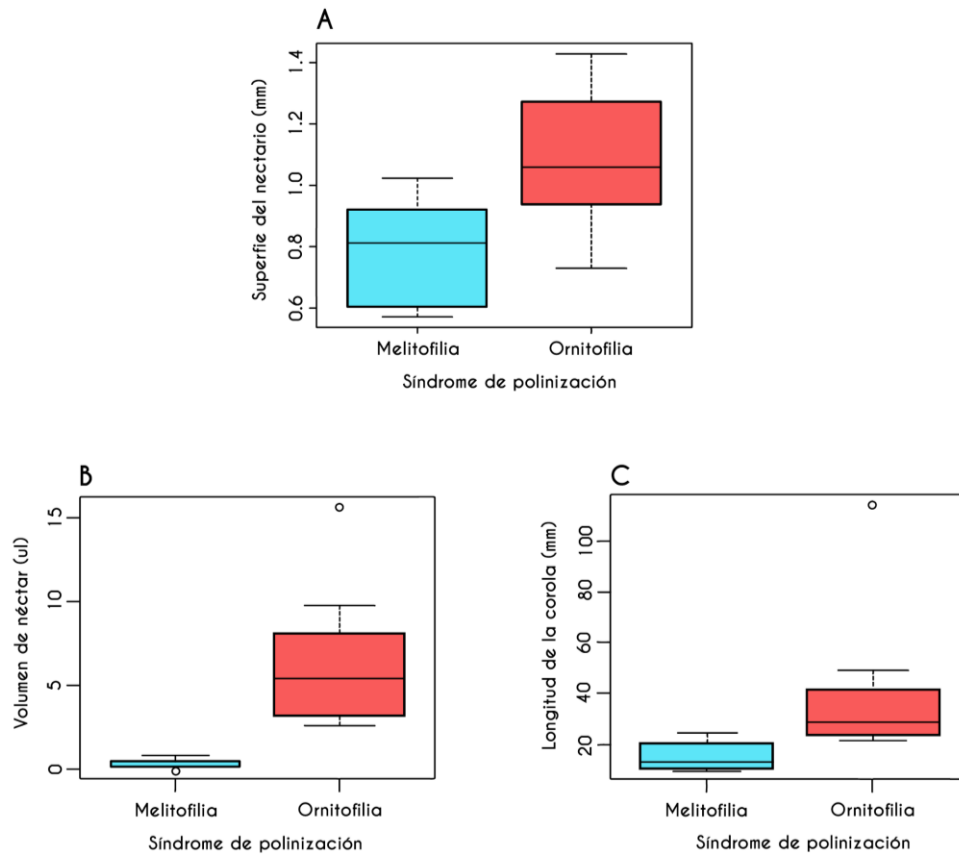 A
Superfie del nectario (mm)
1.4
1.2
1.0
0.8
0.6
Melitofilia
Ornitofilia
Síndrome de polinización
B
Volumen de néctar (ul)
15
10
5
0
Melitofilia
Ornitofilia
Síndrome de polinización
C
Longitud de la corola (mm)
100
80
60
40
20
Melitofilia
Ornitofilia
Síndrome de polinización